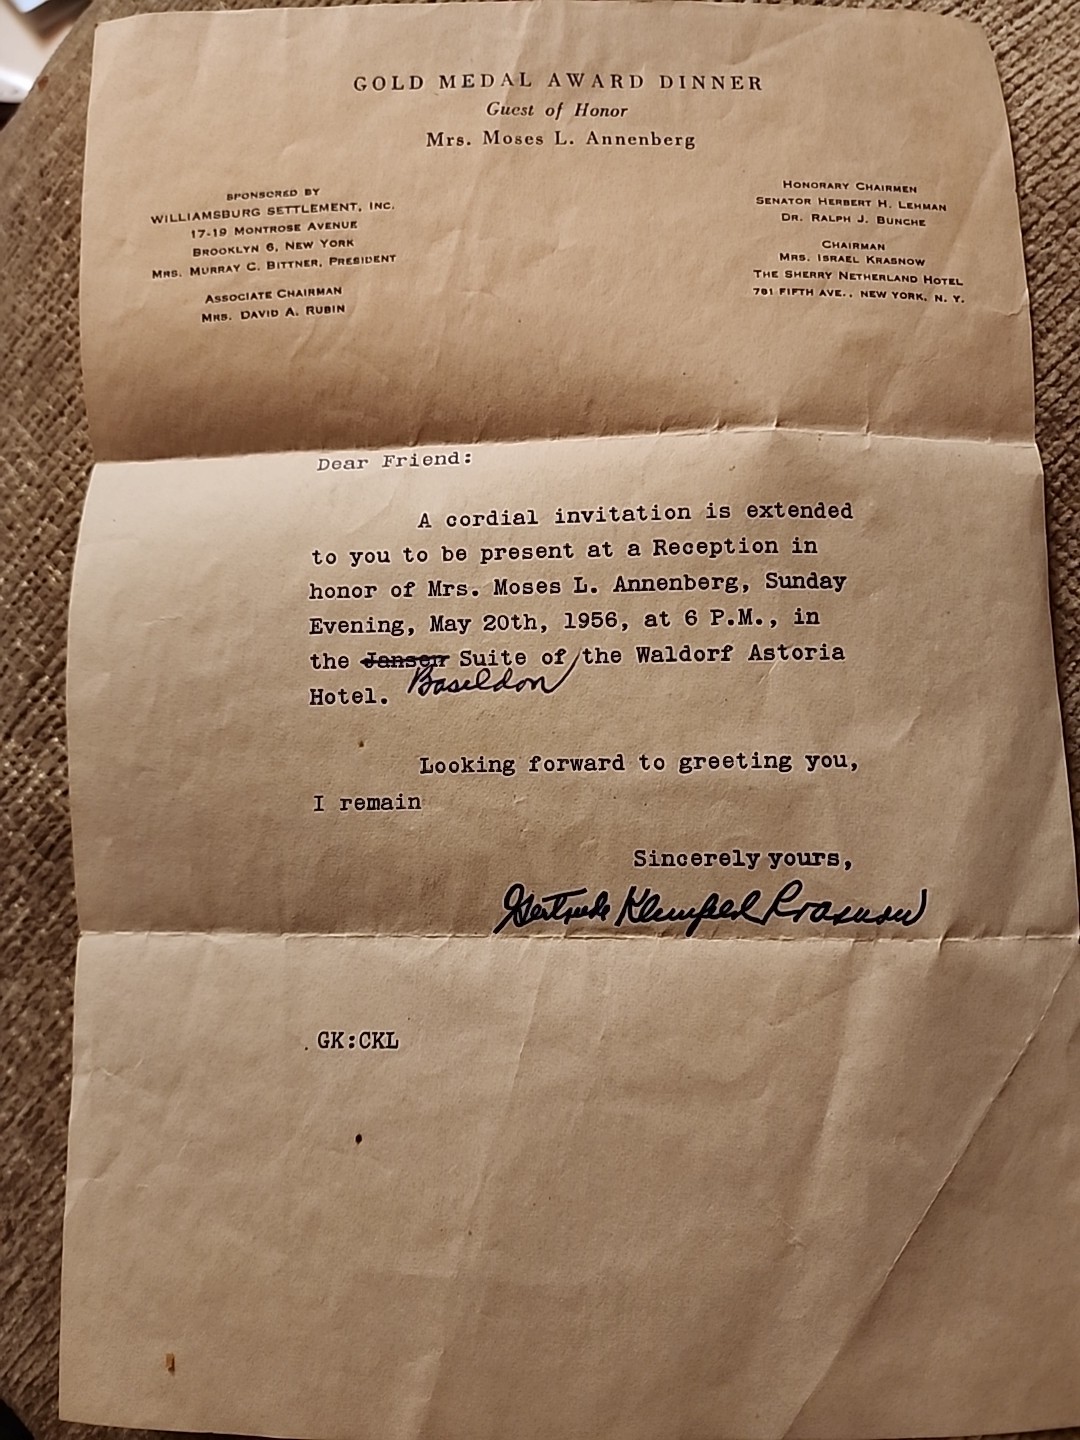 GOLD MEDAL AWARD DINNER
Guest of Honor
Mrs. Moses L. Annenberg
SPONSORED BY
WILLIAMSBURG SETTLEMENT, INC.
17-19 MONTROSE AVENUE
BROOKLYN 6, NEW YORK
MRS. MURRAY C. BITTNER, PRESIDENT
ASSOCIATE CHAIRMAN
MRS. DAVID A. RUBIN
HONORARY CHAIRMEN
SENATOR HERBERT H. LEHMAN
DR. RALPH J. BUNCHE
CHAIRMAN
MRS. ISRAEL KRASNOW
THE SHERRY NETHERLAND HOTEL
781 FIFTH AVE., NEW YORK, N. Y.
Dear Friend:
A cordial invitation is extended
to you to be present at a Reception in
honor of Mrs. Moses L. Annenberg, Sunday
Evening, May 20th, 1956, at 6 P.M., in
the Jansen Suite of the Waldorf Astoria
Hotel. Basildon
Looking forward to greeting you,
I remain
Sincerely yours,
Gertrude Kleinfeld Krasnow
GK:CKL